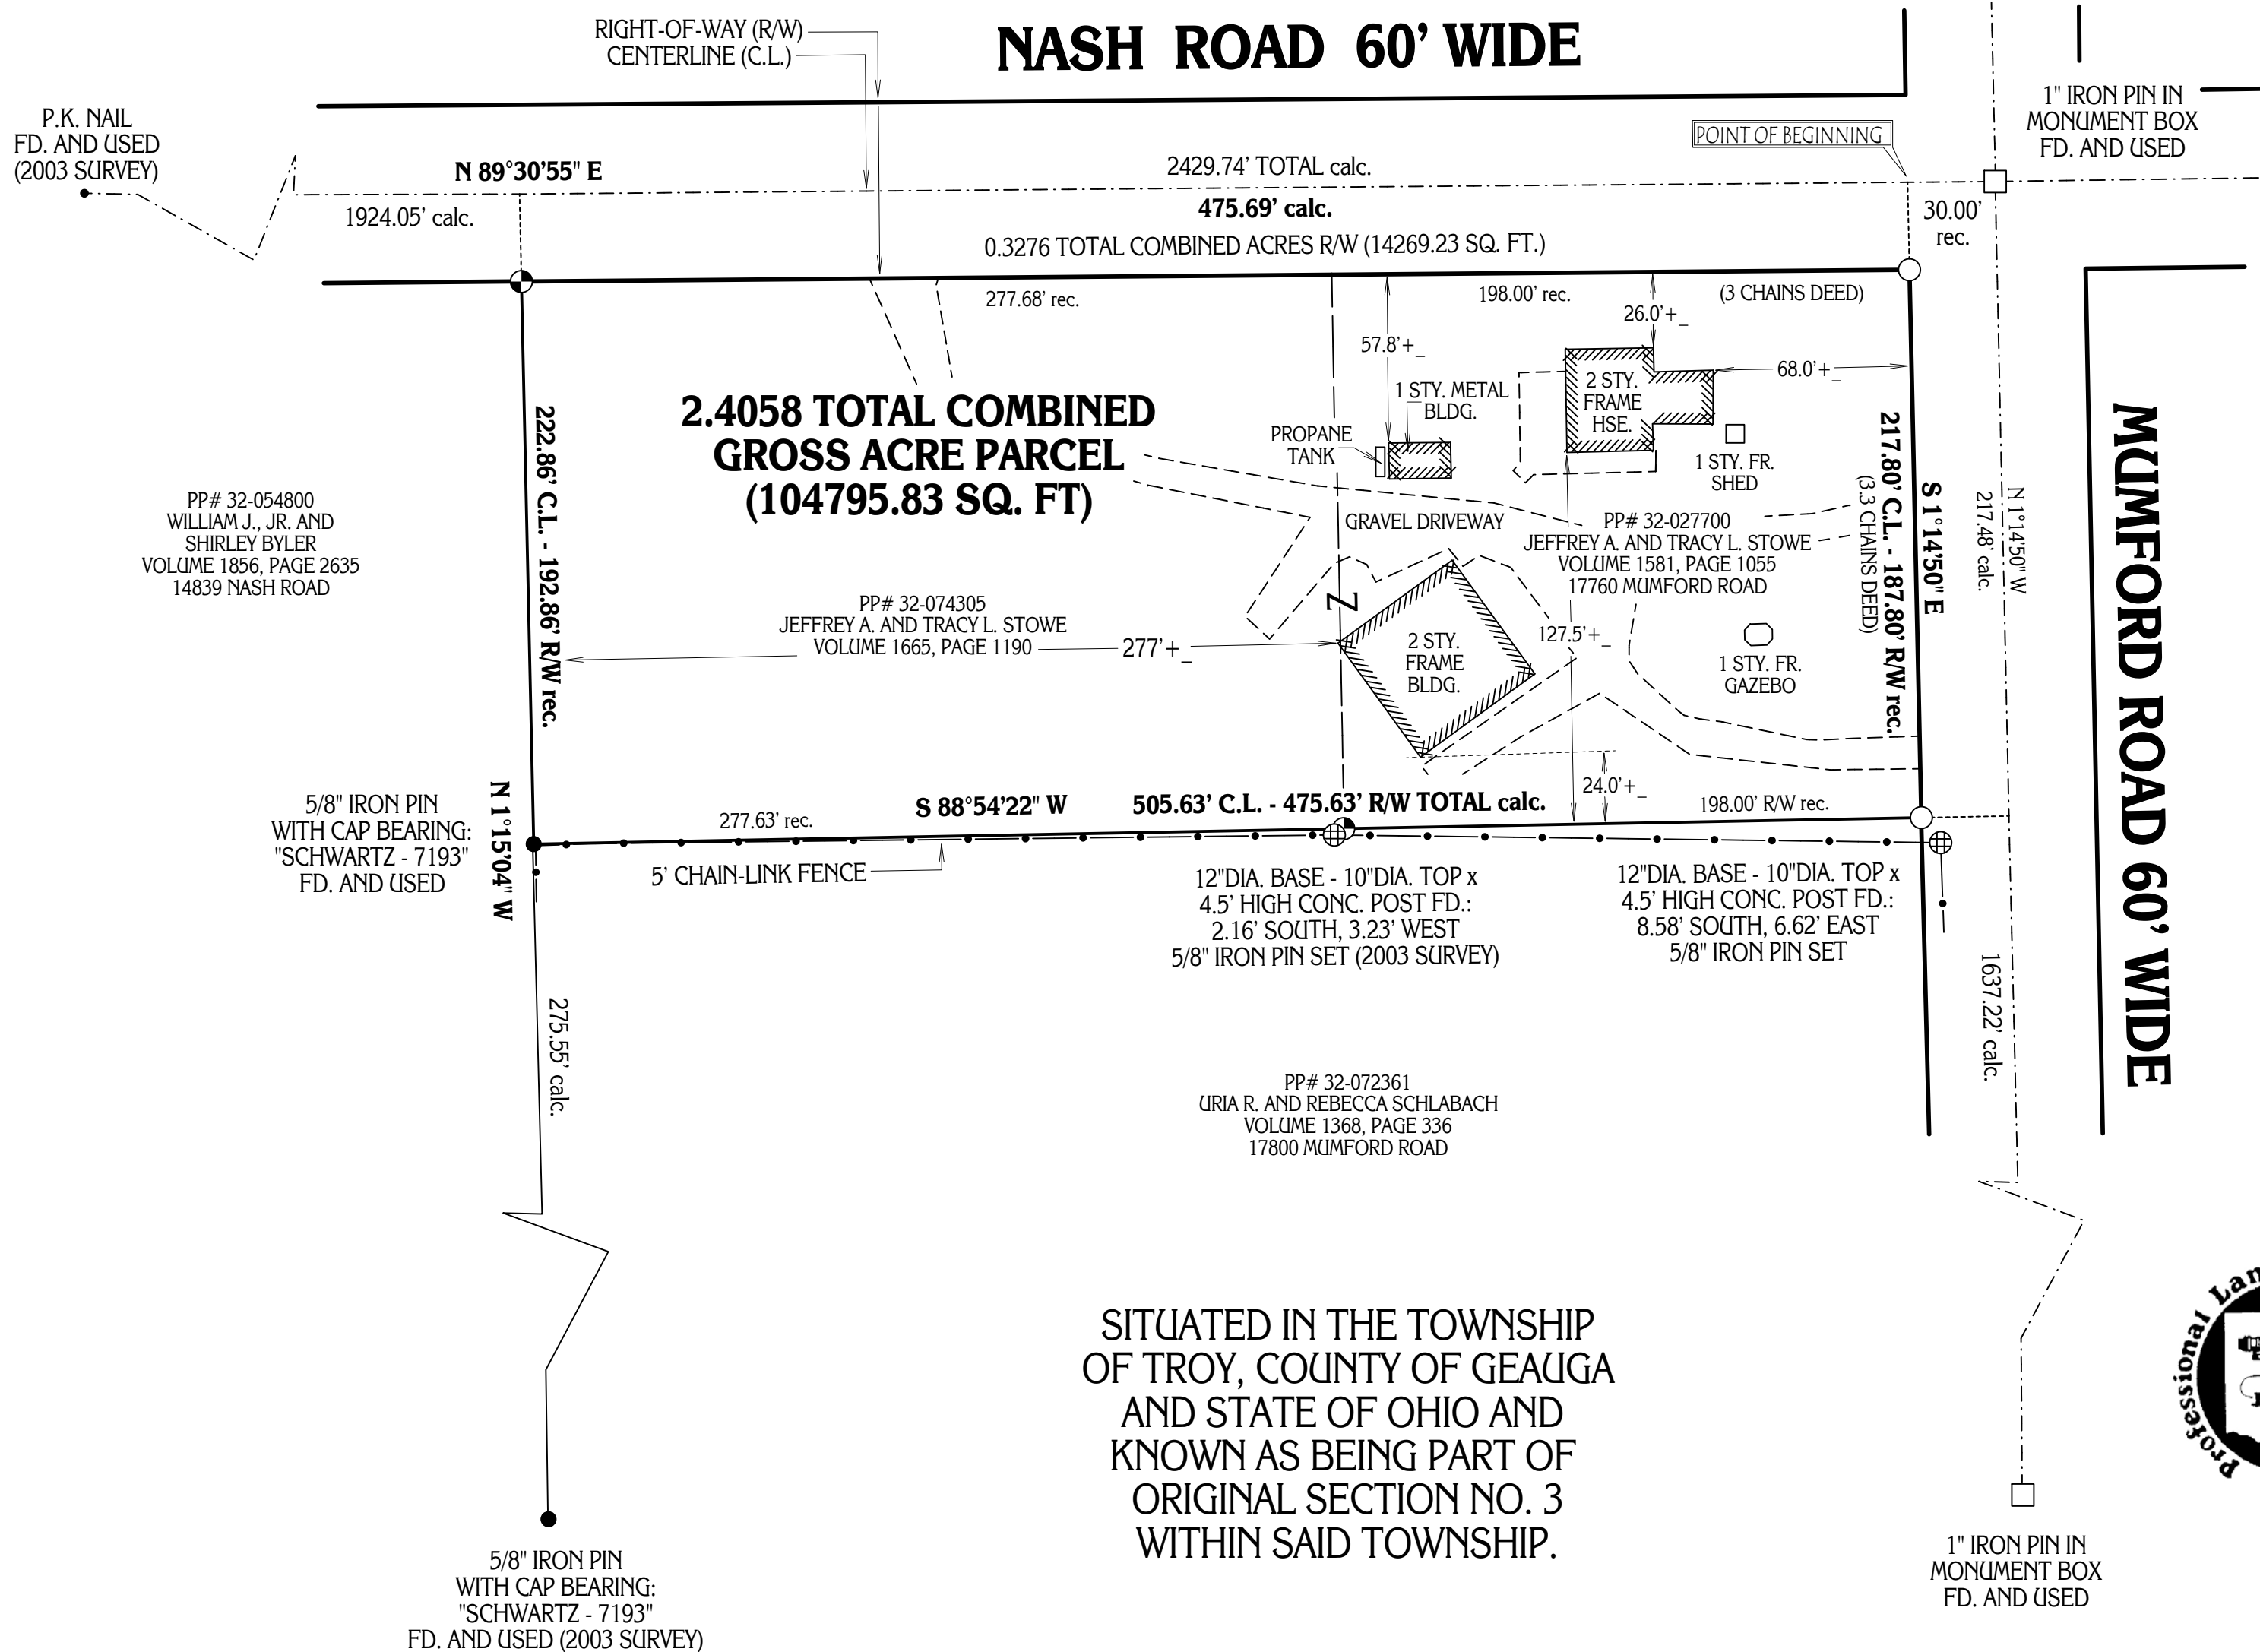 RIGHT-OF-WAY (R/W)
CENTERLINE (C.L.)
NASH ROAD 60' WIDE
P.K. NAIL
FD. AND USED
(2003 SURVEY)
1" IRON PIN IN
MONUMENT BOX
FD. AND USED
POINT OF BEGINNING
N 89°30'55" E
2429.74' TOTAL calc.
1924.05' calc.
475.69' calc.
30.00'
rec.
0.3276 TOTAL COMBINED ACRES R/W (14269.23 SQ. FT.)
277.68' rec.
198.00' rec.
(3 CHAINS DEED)
26.0'+_
57.8'+_
68.0'+_
1 STY. METAL
BLDG.
2 STY.
FRAME
HSE.
PROPANE
TANK
1 STY. FR.
SHED
2.4058 TOTAL COMBINED
GROSS ACRE PARCEL
(104795.83 SQ. FT)
222.86' C.L. - 192.86' R/W rec.
217.80' C.L. - 187.80' R/W rec.
(3.3 CHAINS DEED)
S 1°14'50" E
N 1°14'50" W
217.48' calc.
MUMFORD ROAD 60' WIDE
PP# 32-054800
WILLIAM J., JR. AND
SHIRLEY BYLER
VOLUME 1856, PAGE 2635
14839 NASH ROAD
GRAVEL DRIVEWAY
PP# 32-027700
JEFFREY A. AND TRACY L. STOWE
VOLUME 1581, PAGE 1055
17760 MUMFORD ROAD
PP# 32-074305
JEFFREY A. AND TRACY L. STOWE
VOLUME 1665, PAGE 1190
277'+_
Z
2 STY.
FRAME
BLDG.
127.5'+_
1 STY. FR.
GAZEBO
24.0'+_
N 1°15'04" W
5/8" IRON PIN
WITH CAP BEARING:
"SCHWARTZ - 7193"
FD. AND USED
277.63' rec.
S 88°54'22" W
505.63' C.L. - 475.63' R/W TOTAL calc.
198.00' R/W rec.
5' CHAIN-LINK FENCE
12"DIA. BASE - 10"DIA. TOP x
4.5' HIGH CONC. POST FD.:
2.16' SOUTH, 3.23' WEST
5/8" IRON PIN SET (2003 SURVEY)
12"DIA. BASE - 10"DIA. TOP x
4.5' HIGH CONC. POST FD.:
8.58' SOUTH, 6.62' EAST
5/8" IRON PIN SET
275.55' calc.
1637.22' calc.
PP# 32-072361
URIA R. AND REBECCA SCHLABACH
VOLUME 1368, PAGE 336
17800 MUMFORD ROAD
SITUATED IN THE TOWNSHIP
OF TROY, COUNTY OF GEAUGA
AND STATE OF OHIO AND
KNOWN AS BEING PART OF
ORIGINAL SECTION NO. 3
WITHIN SAID TOWNSHIP.
Professional Lan
5/8" IRON PIN
WITH CAP BEARING:
"SCHWARTZ - 7193"
FD. AND USED (2003 SURVEY)
1" IRON PIN IN
MONUMENT BOX
FD. AND USED